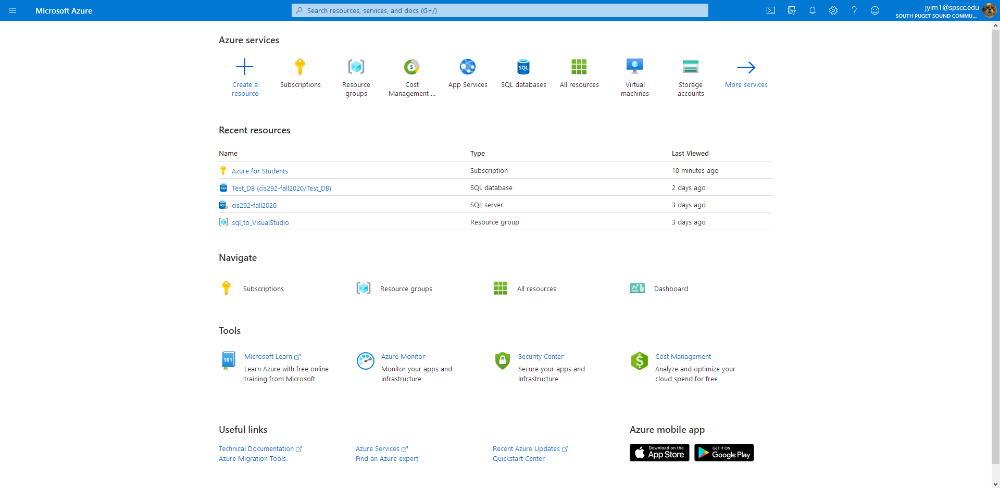 Microsoft Azure
Search resources, services, and docs (G+/)
jyim1@spscc.edu
SOUTH PUGET SOUND COMMU...
Azure services
Create a
resource
Subscriptions
Resource
groups
Cost
Management ...
App Services
SQL
SQL databases
All resources
Virtual
machines
Storage
accounts
More services
Recent resources
Name Type Last Viewed
Azure for Students Subscription 10 minutes ago
SQL Test_DB (cis292-fall2020/Test_DB) SQL database 2 days ago
SQL cis292-fall2020 SQL server 3 days ago
sql_to_VisualStudio Resource group 3 days ago
Navigate
Subscriptions Resource groups All resources Dashboard
Tools
101
Microsoft Learn
Learn Azure with free online
training from Microsoft
Azure Monitor
Monitor your apps and
infrastructure
Security Center
Secure your apps and
infrastructure
$
Cost Management
Analyze and optimize your
cloud spend for free
Useful links
Technical Documentation
Azure Migration Tools
Azure Services
Find an Azure expert
Recent Azure Updates
Quickstart Center
Azure mobile app
Download on the
App Store
GET IT ON
Google Play